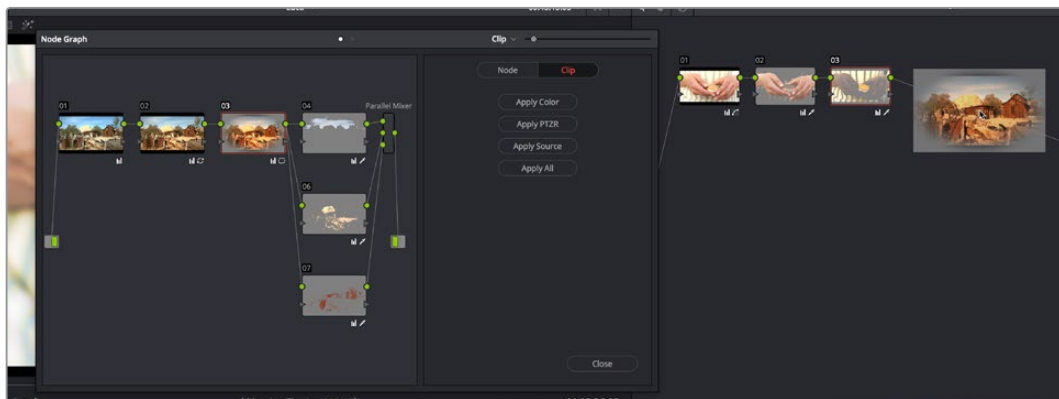 Node Graph
Clip
Node
Clip
Apply Color
Apply PTZR
Apply Source
Apply All
01
02
03
04
Parallel Mixer
06
07
Close
01
02
03